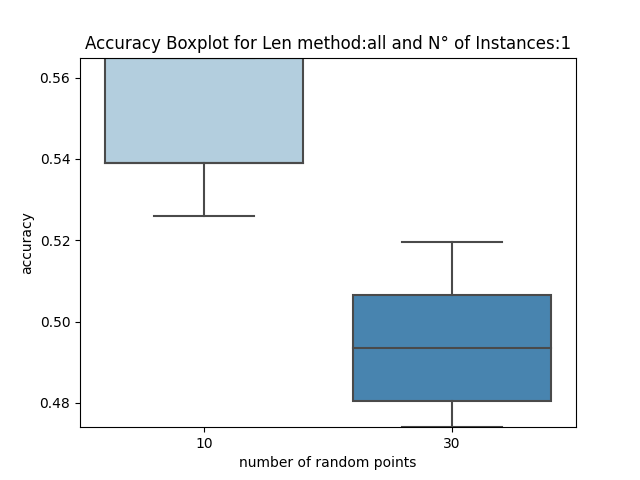 Accuracy Boxplot for Len method:all and N° of Instances:1
0.56
0.54
0.52
0.50
0.48
accuracy
10
30
number of random points